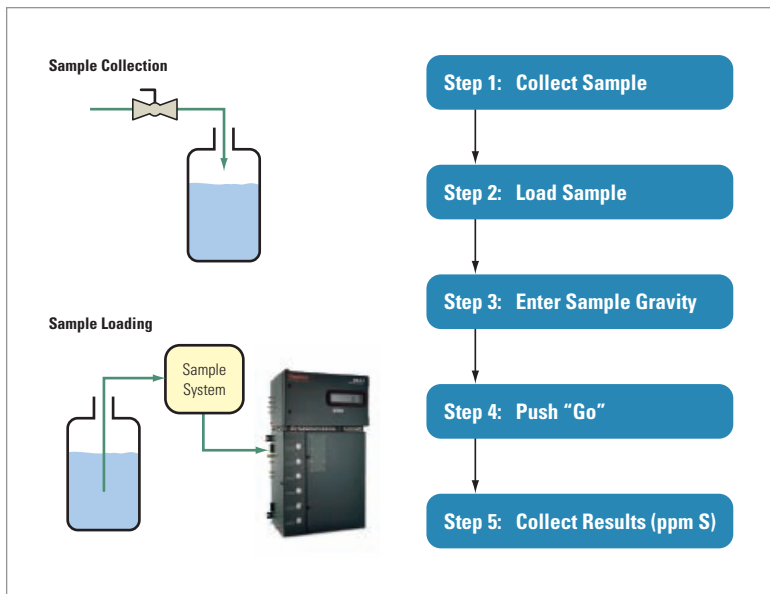 Sample Collection
Sample Loading
Sample
System
Step 1: Collect Sample
Step 2: Load Sample
Step 3: Enter Sample Gravity
Step 4: Push “Go”
Step 5: Collect Results (ppm S)